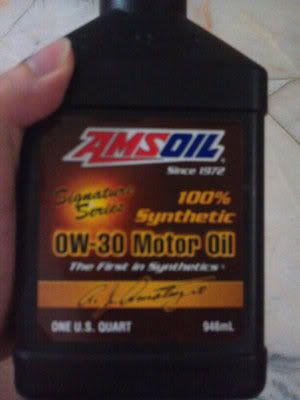 AMSOIL
Since 1972
Signature
Series
100%
Synthetic
0W-30 Motor Oil
The First in Synthetics
ONE U.S. QUART 946mL